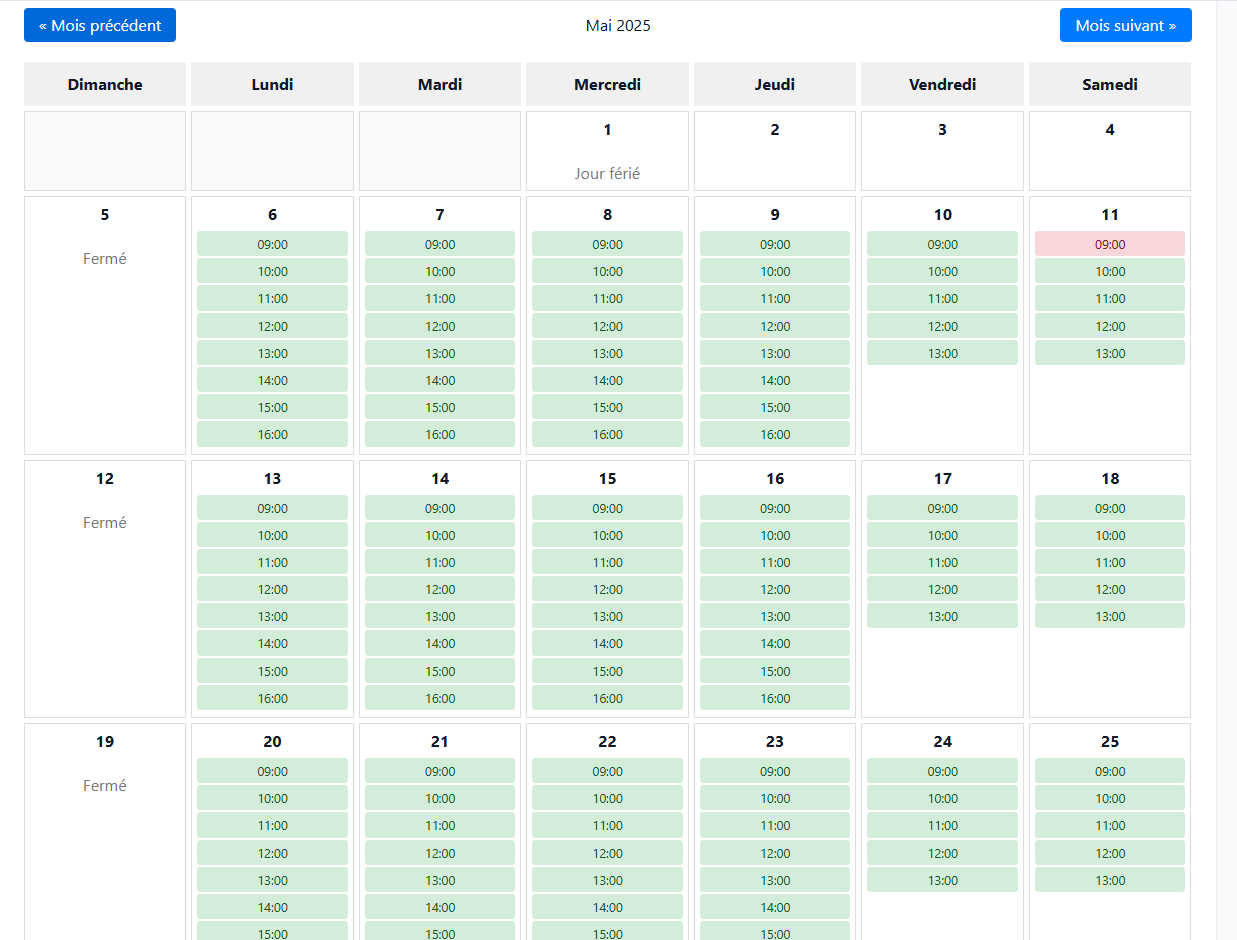 « Mois précédent Mai 2025 Mois suivant »
Dimanche Lundi Mardi Mercredi Jeudi Vendredi Samedi
1 2 3 4
Jour férié
5 6 7 8 9 10 11
09:00 09:00 09:00 09:00 09:00 09:00
Fermé
10:00 10:00 10:00 10:00 10:00 10:00
11:00 11:00 11:00 11:00 11:00 11:00
12:00 12:00 12:00 12:00 12:00 12:00
13:00 13:00 13:00 13:00 13:00 13:00
14:00 14:00 14:00 14:00
15:00 15:00 15:00 15:00
16:00 16:00 16:00 16:00
12 13 14 15 16 17 18
09:00 09:00 09:00 09:00 09:00 09:00
Fermé
10:00 10:00 10:00 10:00 10:00 10:00
11:00 11:00 11:00 11:00 11:00 11:00
12:00 12:00 12:00 12:00 12:00 12:00
13:00 13:00 13:00 13:00 13:00 13:00
14:00 14:00 14:00 14:00
15:00 15:00 15:00 15:00
16:00 16:00 16:00 16:00
19 20 21 22 23 24 25
09:00 09:00 09:00 09:00 09:00 09:00
Fermé
10:00 10:00 10:00 10:00 10:00 10:00
11:00 11:00 11:00 11:00 11:00 11:00
12:00 12:00 12:00 12:00 12:00 12:00
13:00 13:00 13:00 13:00 13:00 13:00
14:00 14:00 14:00 14:00
15:00 15:00 15:00 15:00